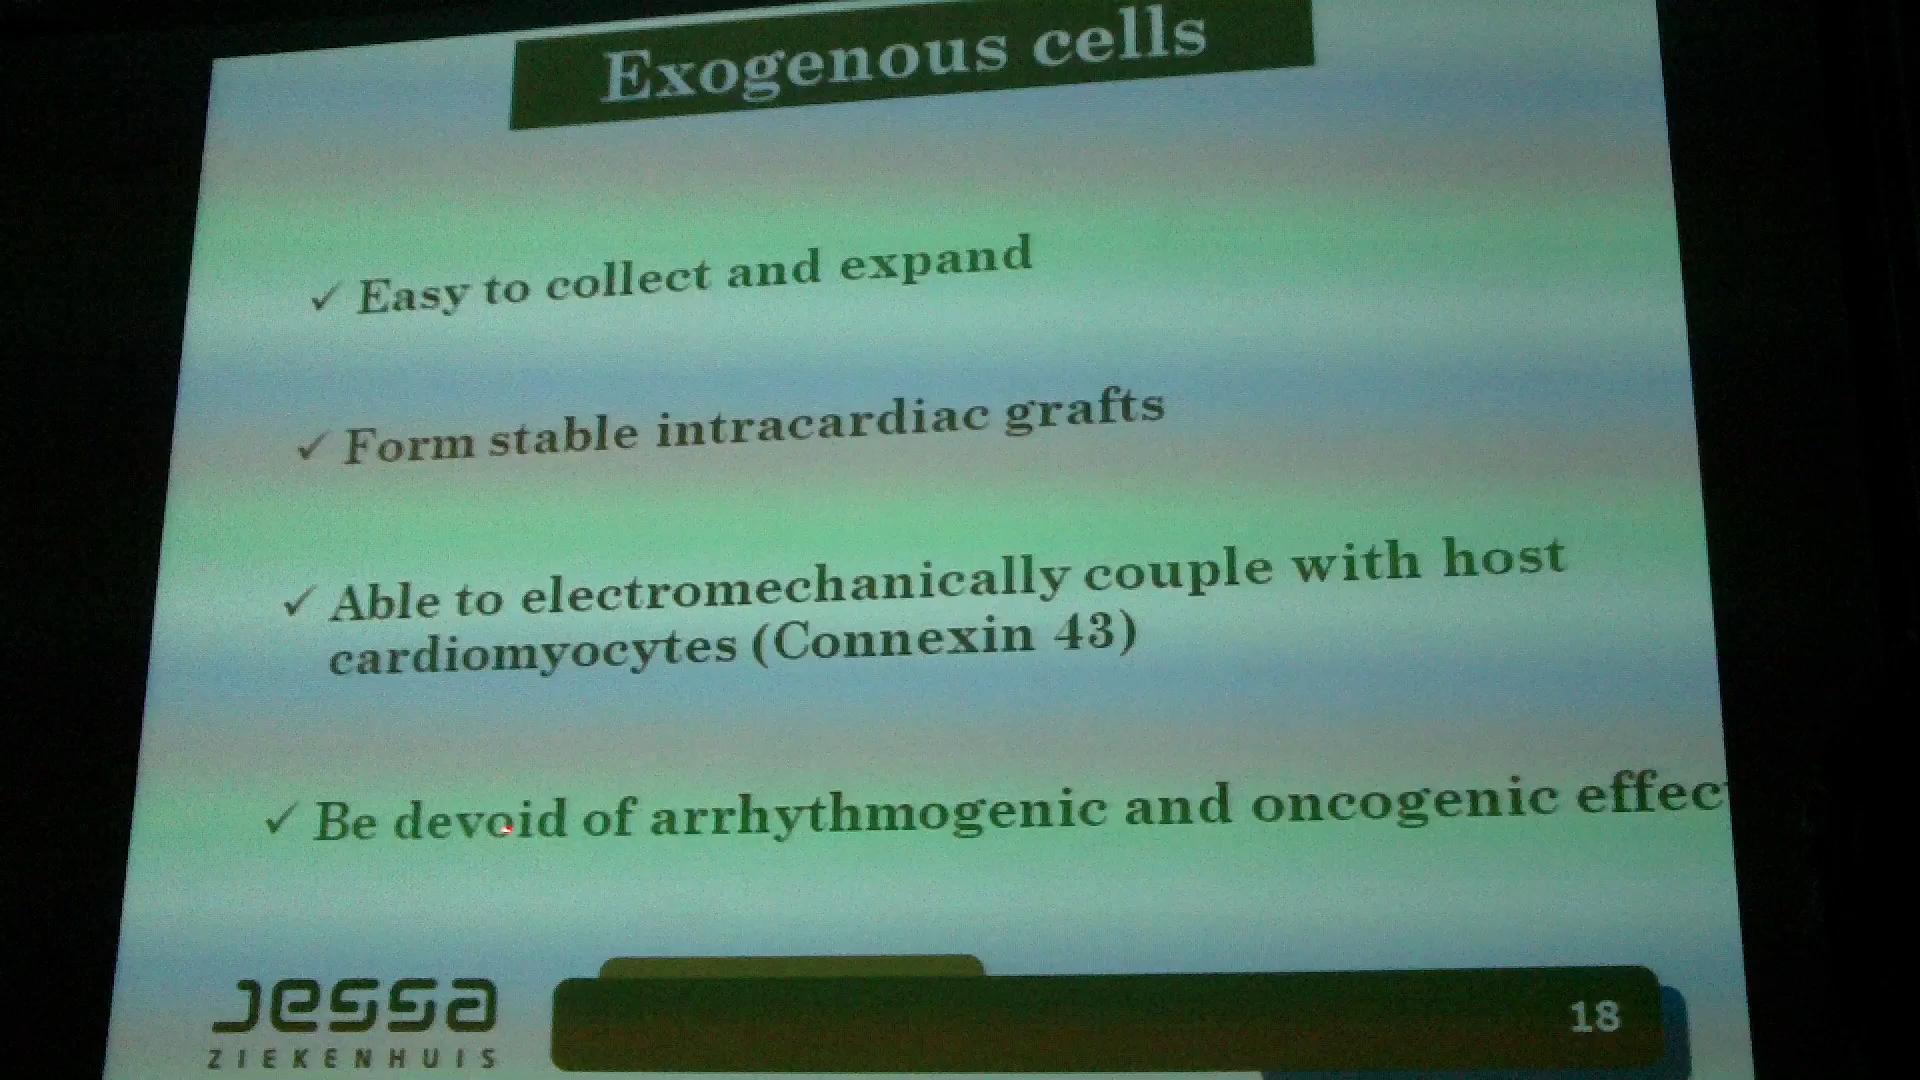 Exogenous cells
✓ Easy to collect and expand
✓ Form stable intracardiac grafts
✓ Able to electromechanically couple with host
cardiomyocytes (Connexin 43)
✓ Be devoid of arrhythmogenic and oncogenic effec
jessa
ZIEKENHUIS
18